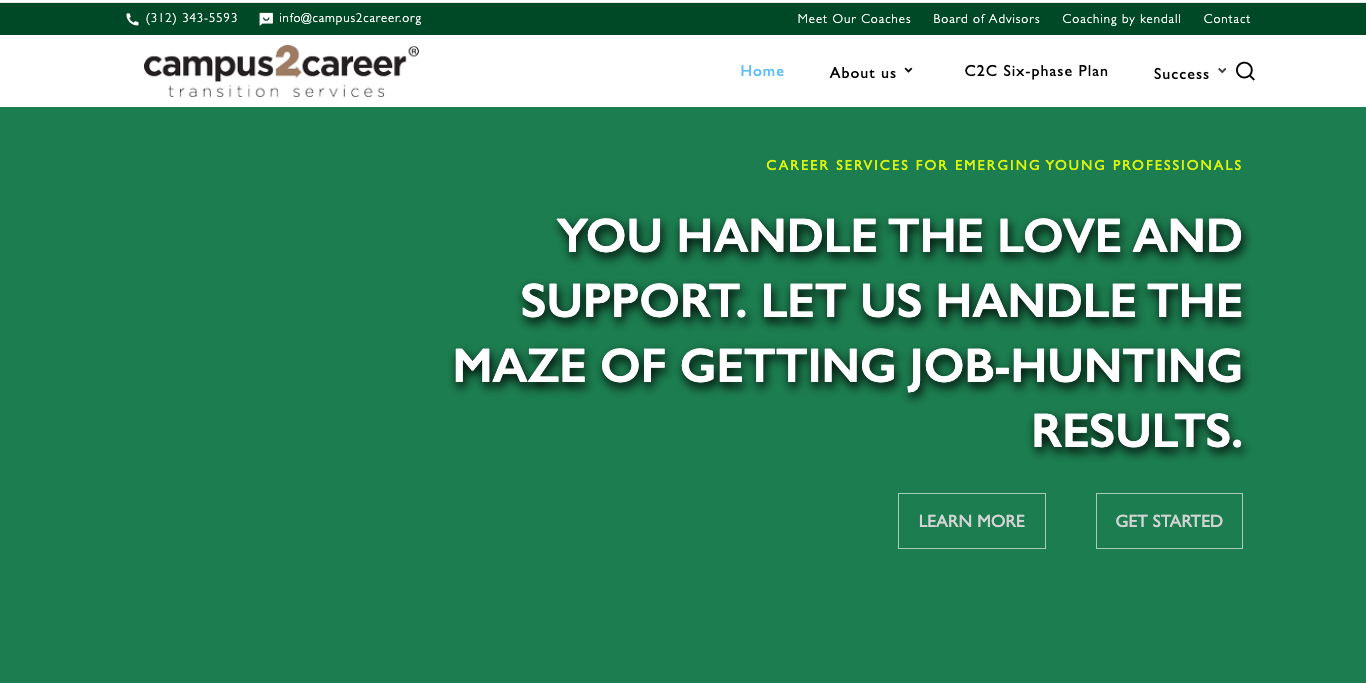 (312) 343-5593 info@campus2career.org Meet Our Coaches Board of Advisors Coaching by kendall Contact
campus2career®
transition services
Home About us C2C Six-phase Plan Success
CAREER SERVICES FOR EMERGING YOUNG PROFESSIONALS
YOU HANDLE THE LOVE AND
SUPPORT. LET US HANDLE THE
MAZE OF GETTING JOB-HUNTING
RESULTS.
LEARN MORE GET STARTED